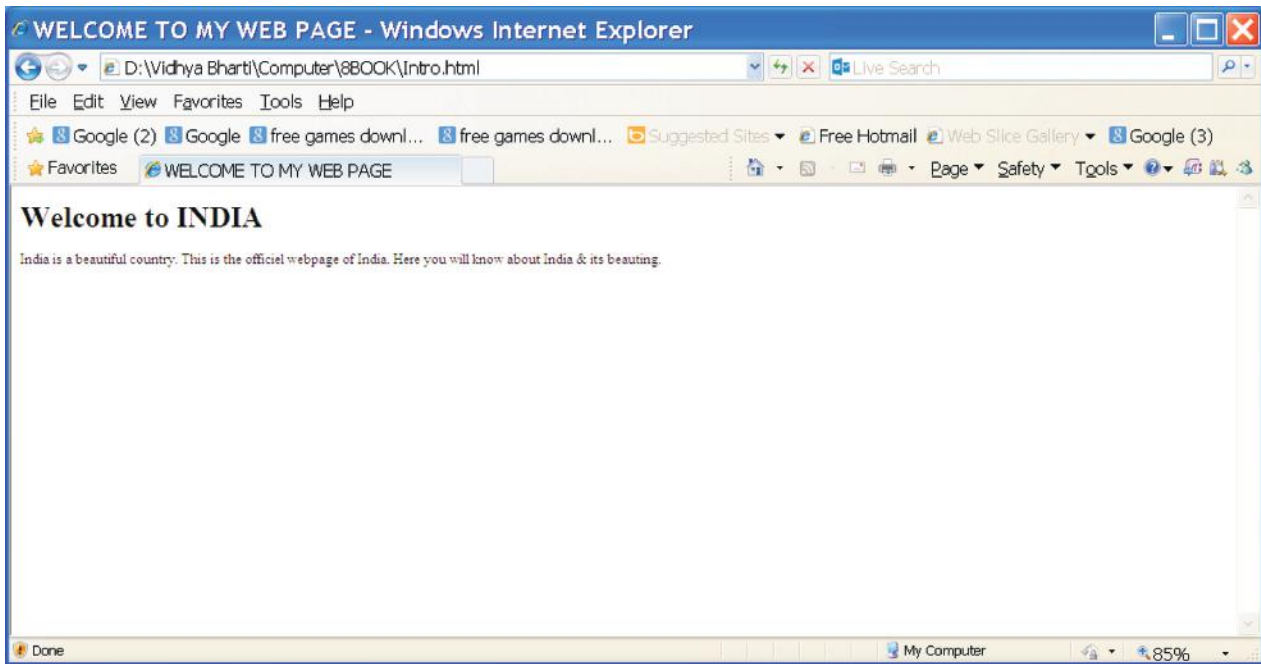 WELCOME TO MY WEB PAGE - Windows Internet Explorer
D:\Vidhya Bharti\Computer\8BOOK\Intro.html Live Search
File Edit View Favorites Tools Help
Google (2) Google free games downl... free games downl... Suggested Sites Free Hotmail Web Slice Gallery Google (3)
Favorites WELCOME TO MY WEB PAGE Page Safety Tools
Welcome to INDIA
India is a beautiful country. This is the officiel webpage of India. Here you will know about India & its beauting.
Done My Computer 85%